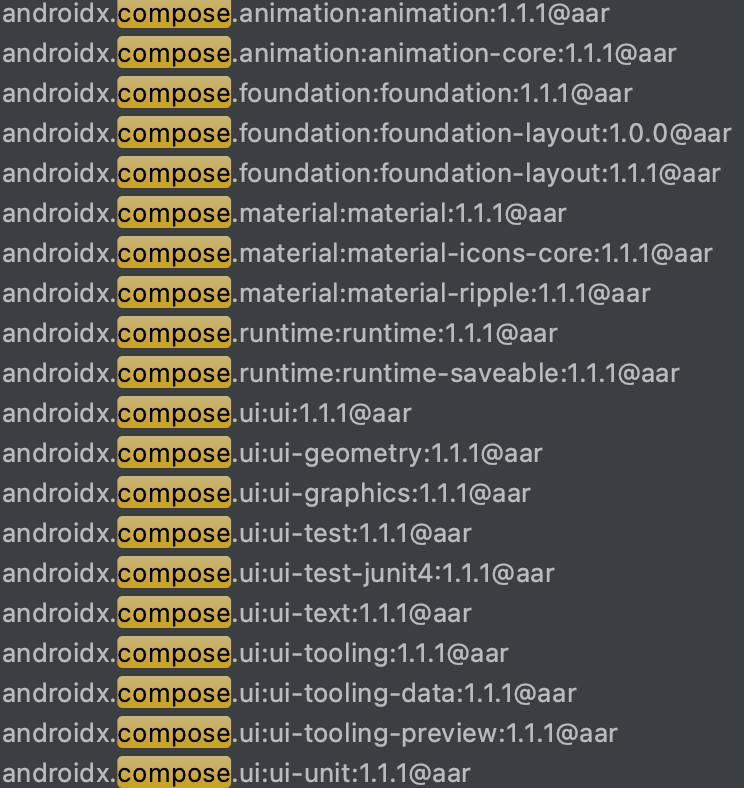 androidx.compose.animation:animation:1.1.1@aar
androidx.compose.animation:animation-core:1.1.1@aar
androidx.compose.foundation:foundation:1.1.1@aar
androidx.compose.foundation:foundation-layout:1.0.0@aar
androidx.compose.foundation:foundation-layout:1.1.1@aar
androidx.compose.material:material:1.1.1@aar
androidx.compose.material:material-icons-core:1.1.1@aar
androidx.compose.material:material-ripple:1.1.1@aar
androidx.compose.runtime:runtime:1.1.1@aar
androidx.compose.runtime:runtime-saveable:1.1.1@aar
androidx.compose.ui:ui:1.1.1@aar
androidx.compose.ui:ui-geometry:1.1.1@aar
androidx.compose.ui:ui-graphics:1.1.1@aar
androidx.compose.ui:ui-test:1.1.1@aar
androidx.compose.ui:ui-test-junit4:1.1.1@aar
androidx.compose.ui:ui-text:1.1.1@aar
androidx.compose.ui:ui-tooling:1.1.1@aar
androidx.compose.ui:ui-tooling-data:1.1.1@aar
androidx.compose.ui:ui-tooling-preview:1.1.1@aar
androidx.compose.ui:ui-unit:1.1.1@aar